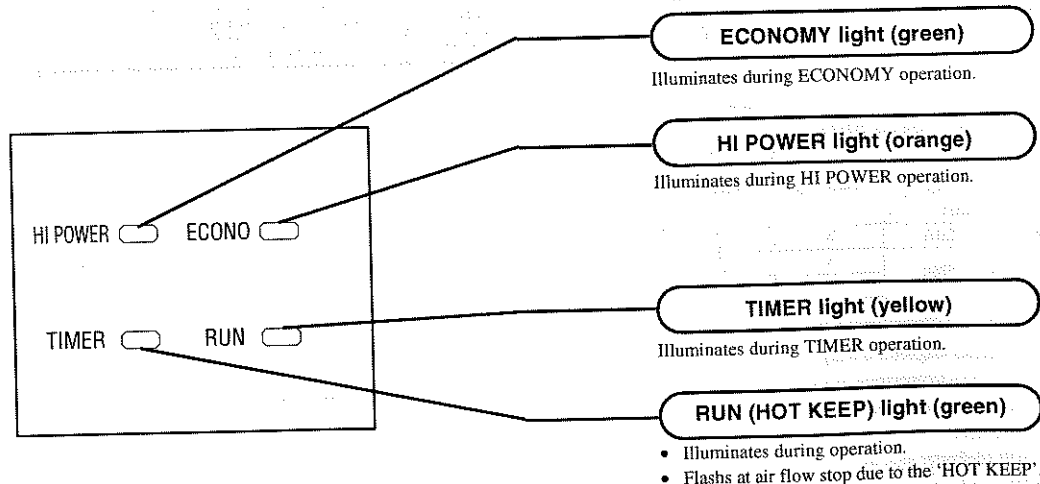 ECONOMY light (green)
Illuminates during ECONOMY operation.
HI POWER light (orange)
Illuminates during HI POWER operation.
HI POWER ECONO
TIMER light (yellow)
Illuminates during TIMER operation.
TIMER RUN
RUN (HOT KEEP) light (green)
• Illuminates during operation.
• Flashs at air flow stop due to the 'HOT KEEP'.